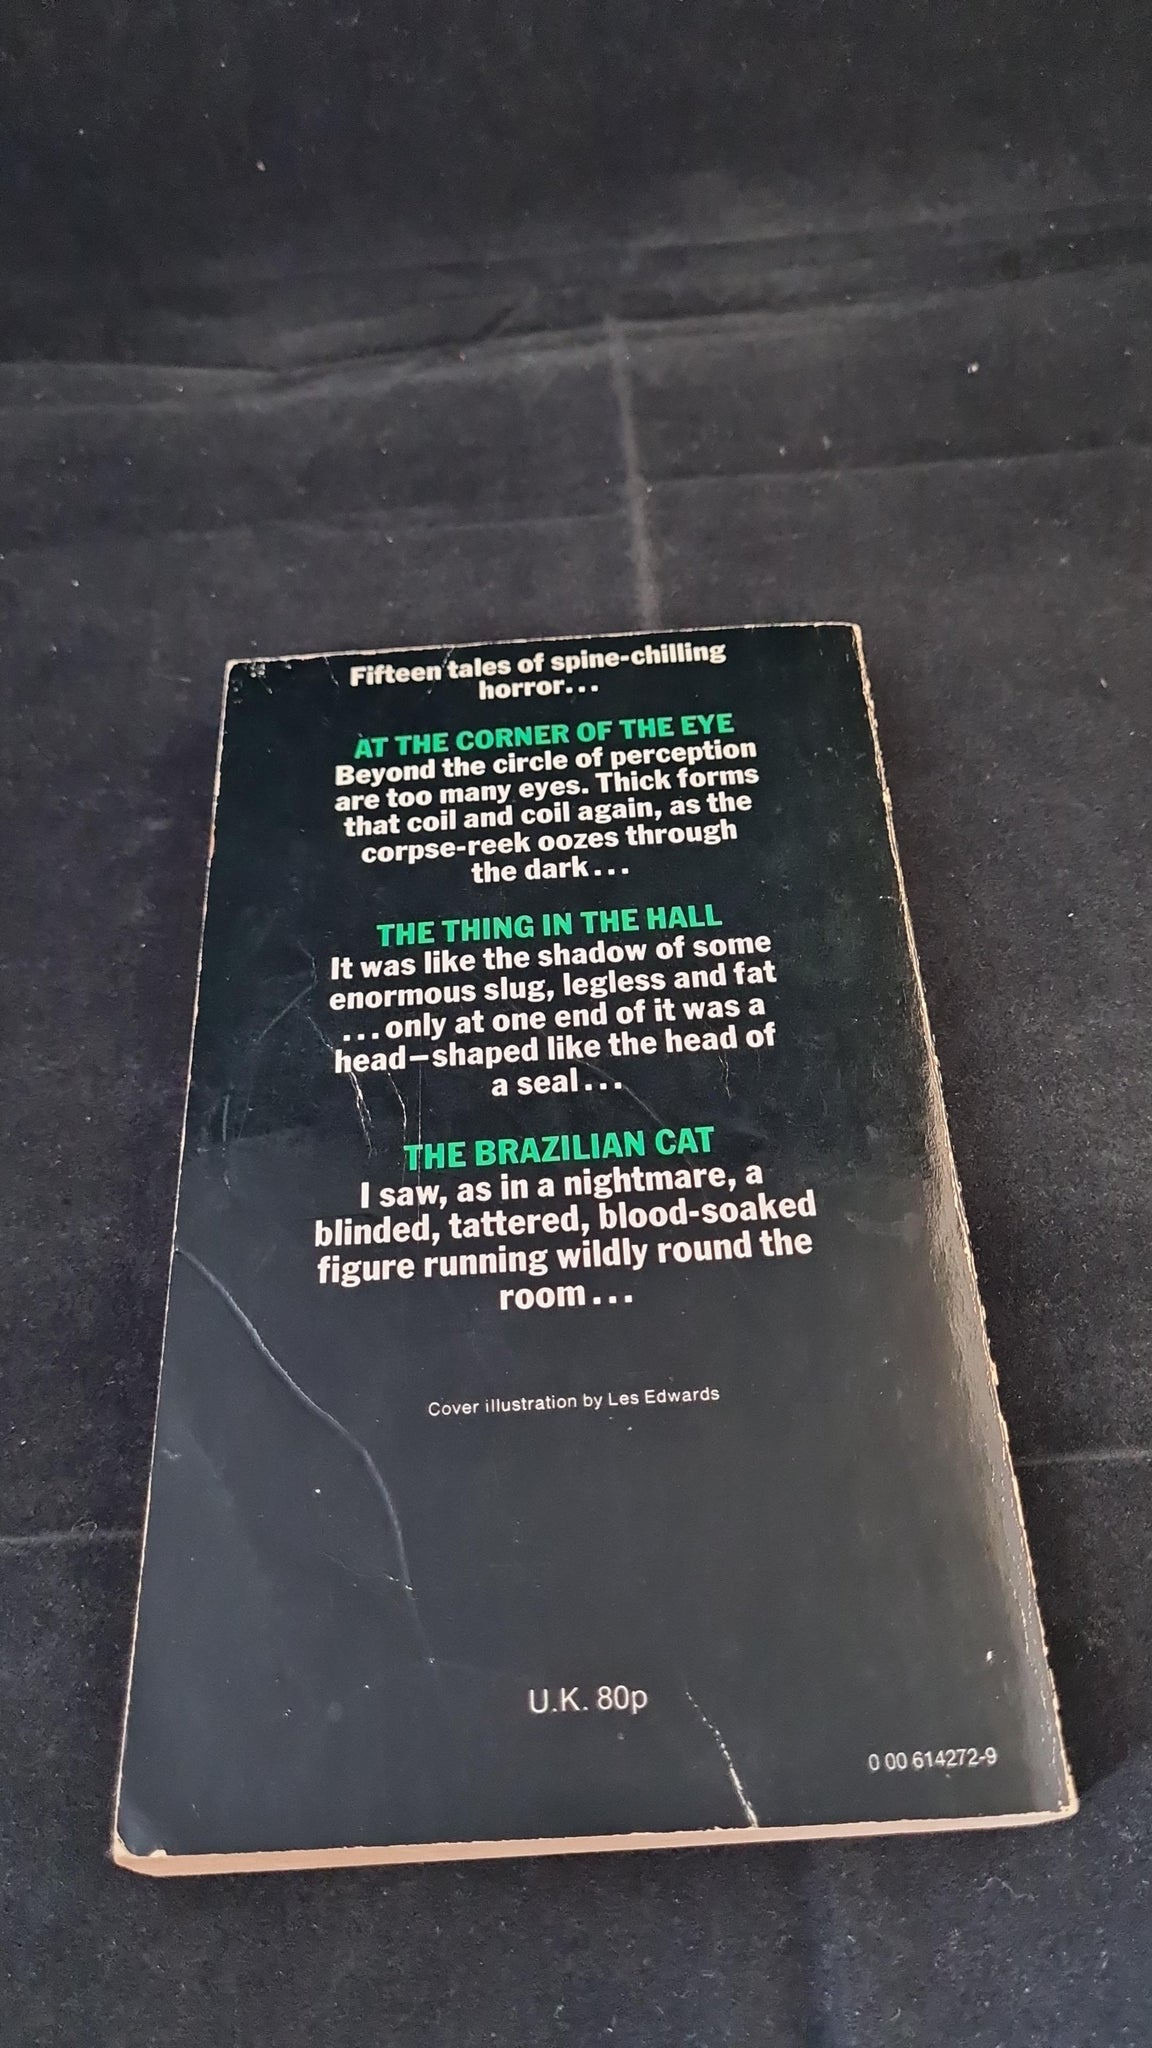 Fifteen tales of spine-chilling
horror...
AT THE CORNER OF THE EYE
Beyond the circle of perception
are too many eyes. Thick forms
that coil and coil again, as the
corpse-reek oozes through
the dark...
THE THING IN THE HALL
It was like the shadow of some
enormous slug, legless and fat
...only at one end of it was a
head—shaped like the head of
a seal...
THE BRAZILIAN CAT
I saw, as in a nightmare, a
blinded, tattered, blood-soaked
figure running wildly round the
room...
Cover illustration by Les Edwards
U.K. 80p
0 00 614272-9